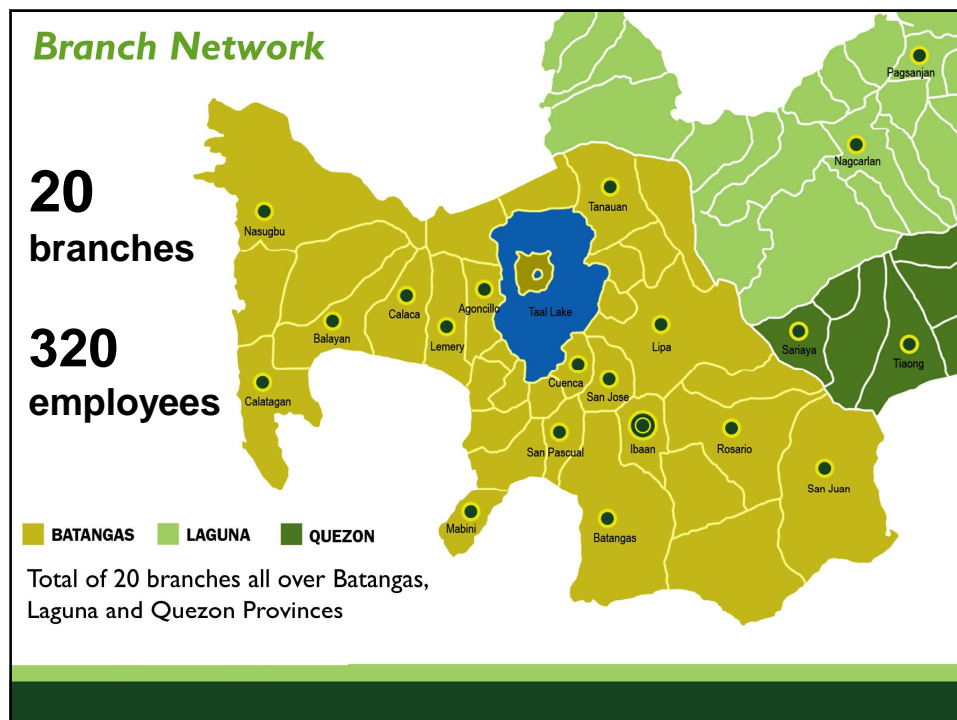 Branch Network
20
branches
320
employees
Pagsanjan
Nagcarlan
Tanauan
Nasugbu
Agoncillo
Calaca
Taal Lake
Balayan
Lemery
Lipa
Sariaya
Tiaong
Cuenca
Calatagan
San Jose
San Pascual
Ibaan
Rosario
San Juan
Mabini
Batangas
BATANGAS LAGUNA QUEZON
Total of 20 branches all over Batangas,
Laguna and Quezon Provinces